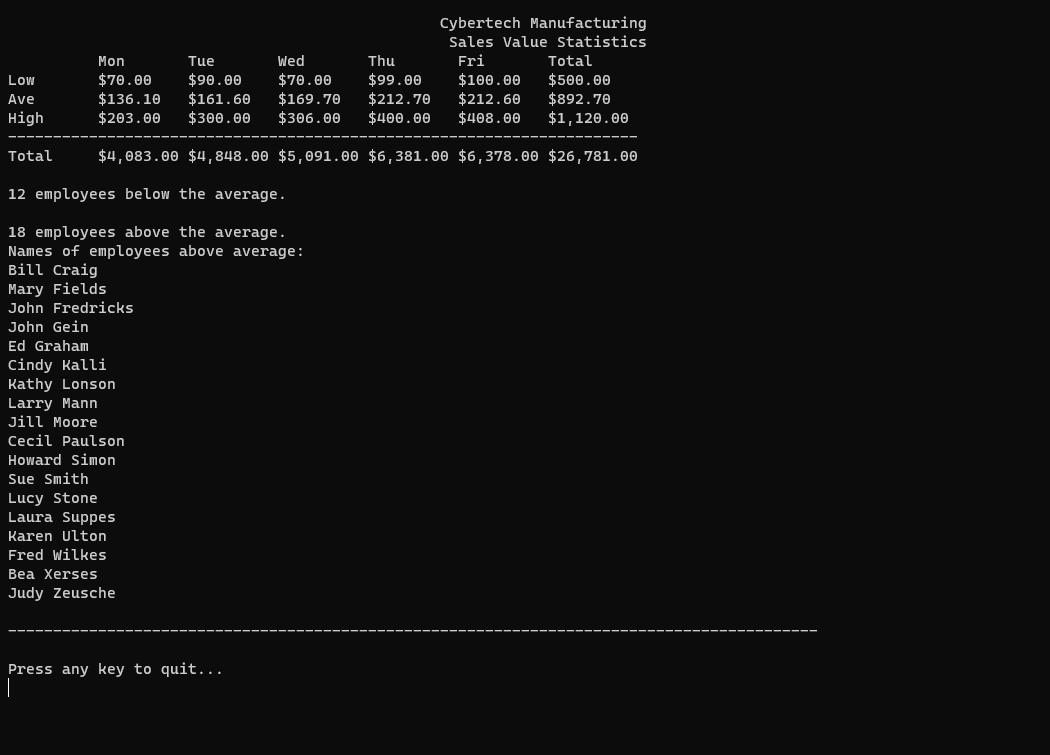 Cybertech Manufacturing
Sales Value Statistics
Mon Tue Wed Thu Fri Total
Low $70.00 $90.00 $70.00 $99.00 $100.00 $500.00
Ave $136.10 $161.60 $169.70 $212.70 $212.60 $892.70
High $203.00 $300.00 $306.00 $400.00 $408.00 $1,120.00
----------------------------------------------------------------------
Total $4,083.00 $4,848.00 $5,091.00 $6,381.00 $6,378.00 $26,781.00
12 employees below the average.
18 employees above the average.
Names of employees above average:
Bill Craig
Mary Fields
John Fredricks
John Gein
Ed Graham
Cindy Kalli
Kathy Lonson
Larry Mann
Jill Moore
Cecil Paulson
Howard Simon
Sue Smith
Lucy Stone
Laura Suppes
Karen Ulton
Fred Wilkes
Bea Xerses
Judy Zeusche
------------------------------------------------------------------------------------------
Press any key to quit...